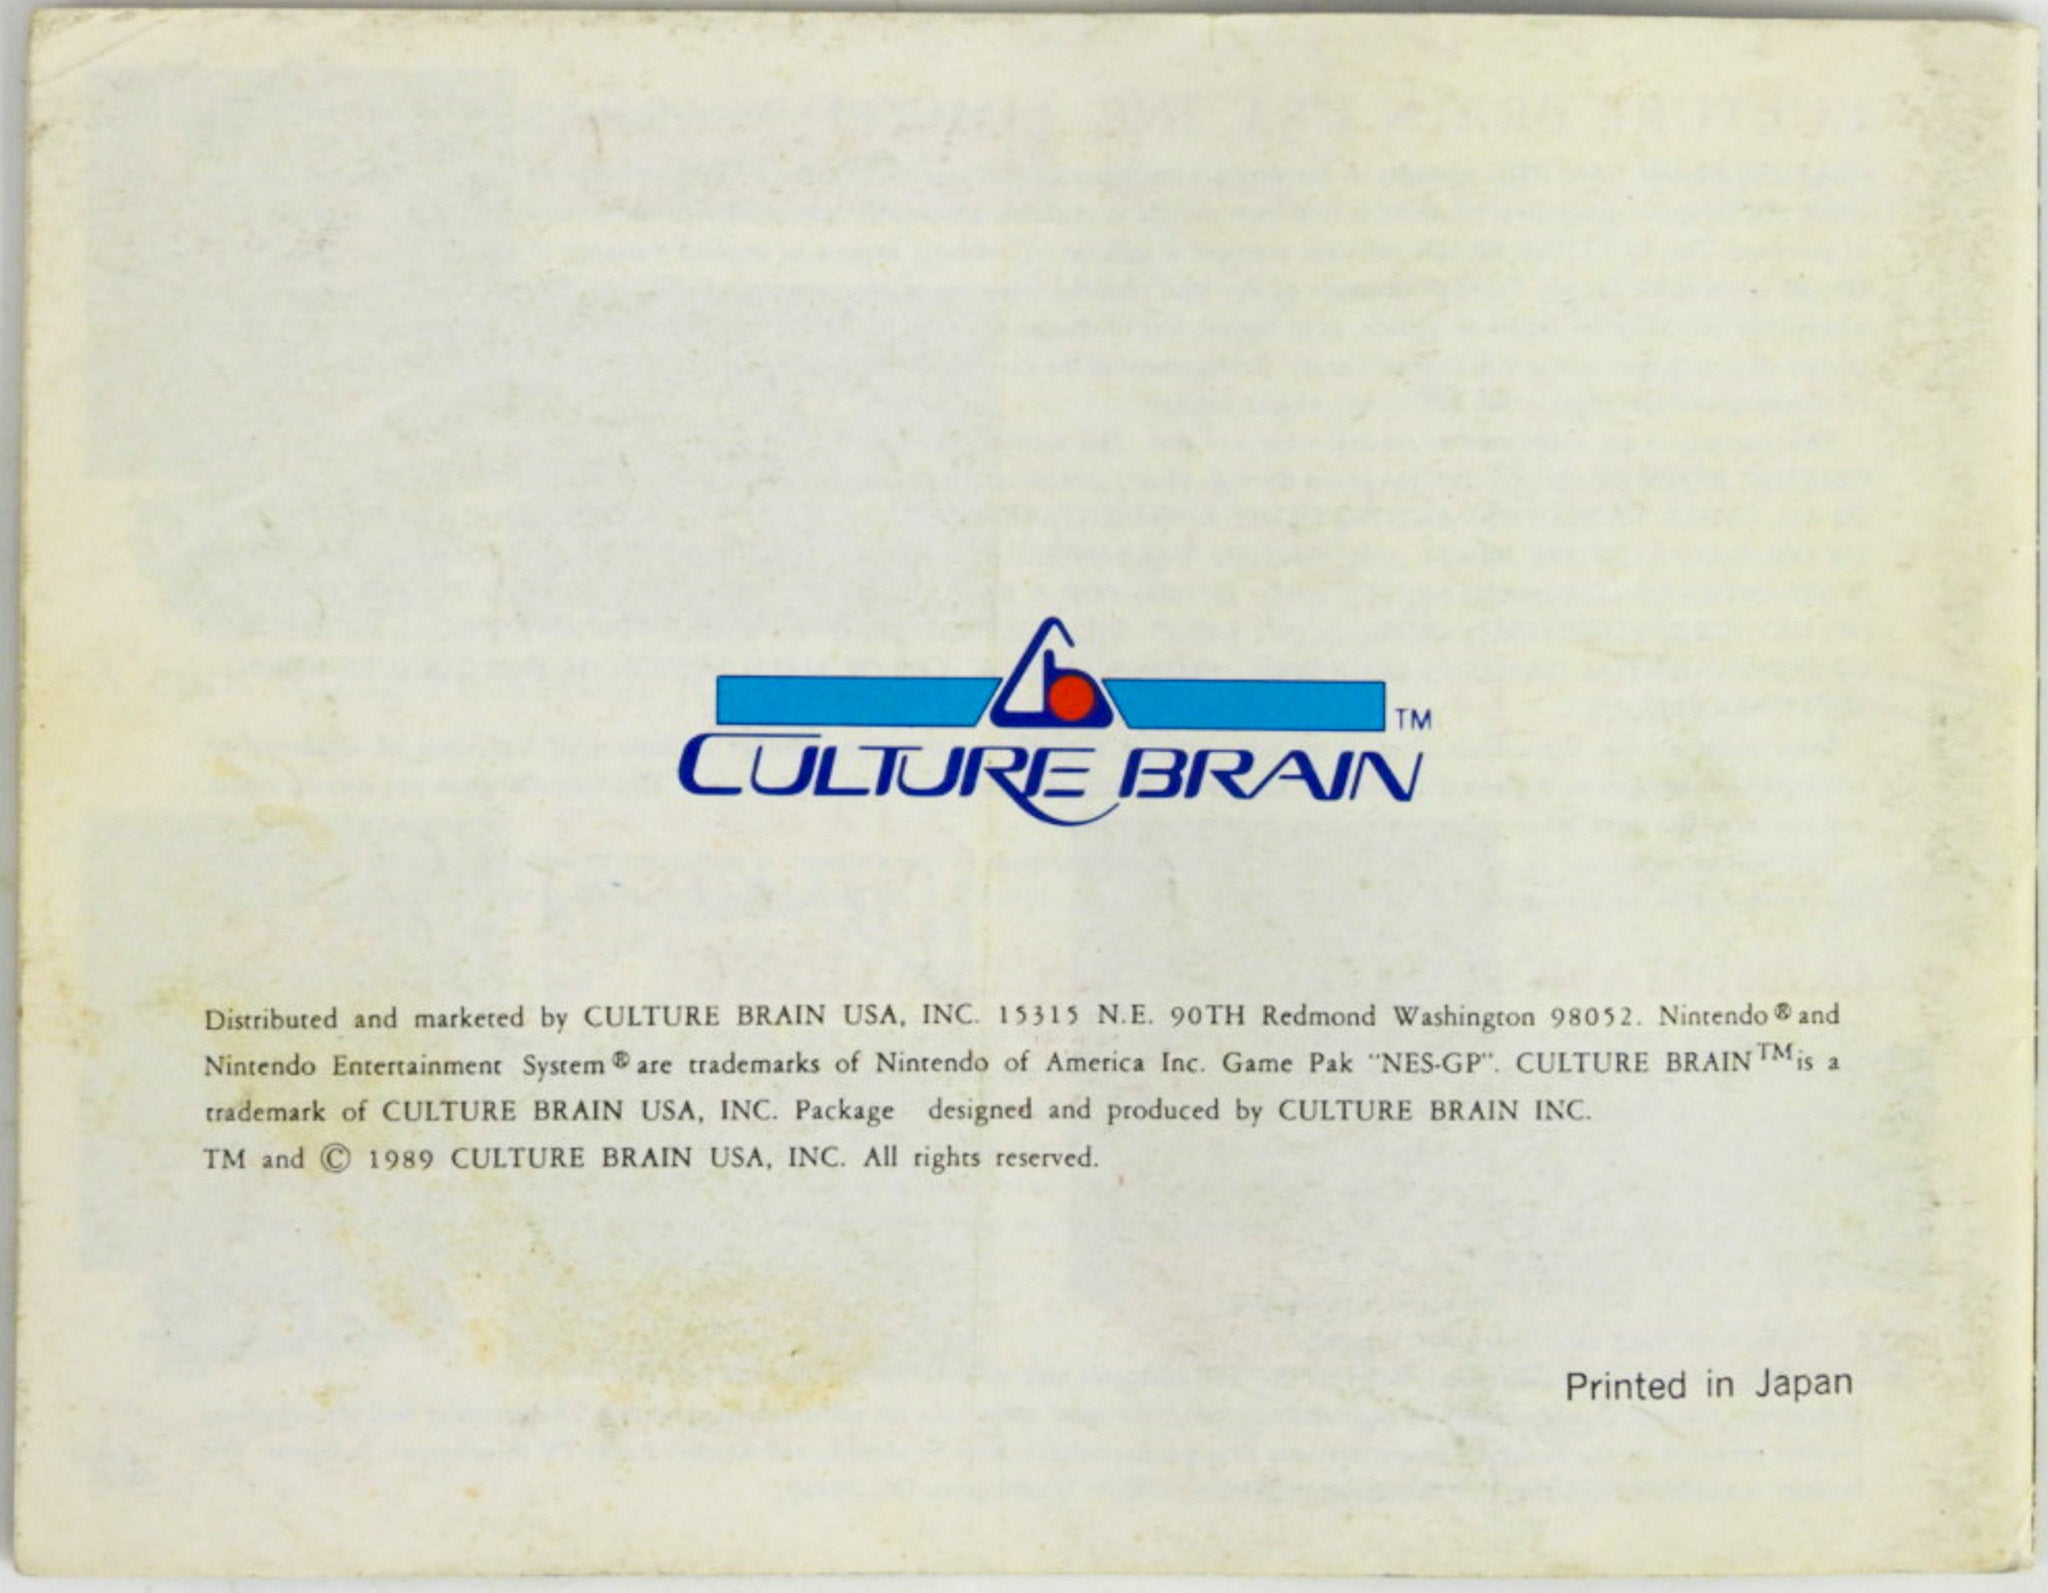 TM
CULTURE BRAIN
Distributed and marketed by CULTURE BRAIN USA, INC. 15315 N.E. 90TH Redmond Washington 98052. Nintendo® and
Nintendo Entertainment System® are trademarks of Nintendo of America Inc. Game Pak "NES-GP". CULTURE BRAIN™ is a
trademark of CULTURE BRAIN USA, INC. Package designed and produced by CULTURE BRAIN INC.
TM and © 1989 CULTURE BRAIN USA, INC. All rights reserved.
Printed in Japan